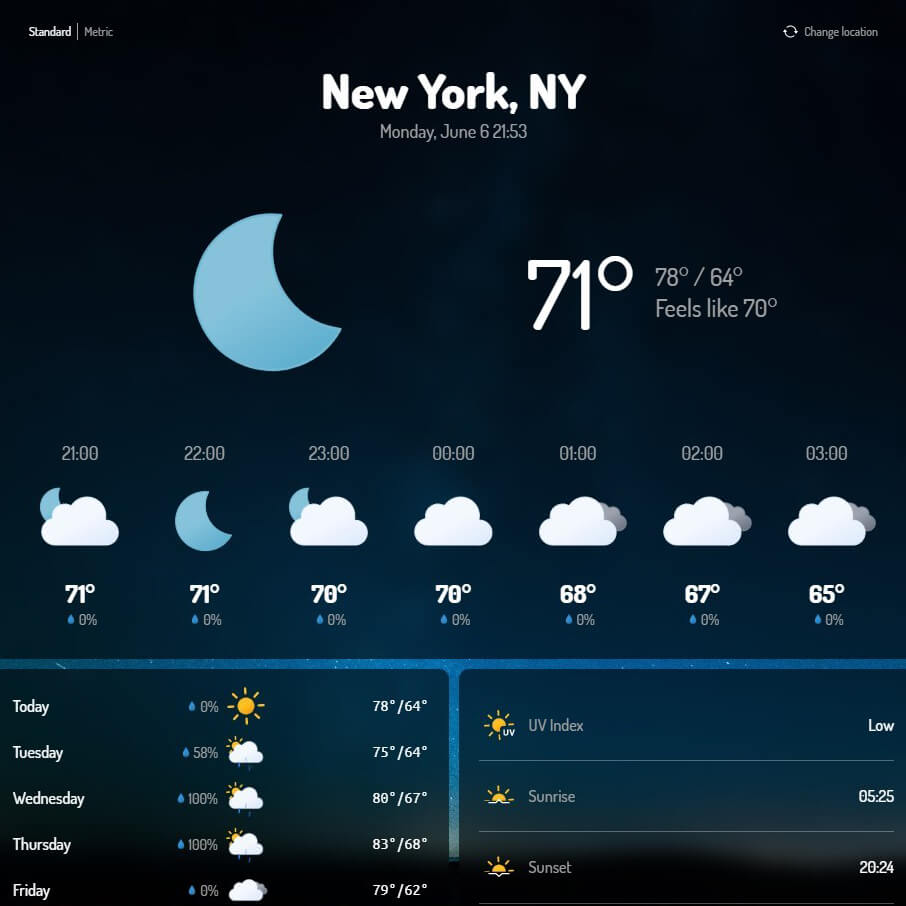 Standard | Metric
Change location
New York, NY
Monday, June 6 21:53
71°
78° / 64°
Feels like 70°
21:00 22:00 23:00 00:00 01:00 02:00 03:00
71° 71° 70° 70° 68° 67° 65°
0% 0% 0% 0% 0% 0% 0%
Today 0% 78°/64°
Tuesday 58% 75°/64°
Wednesday 100% 80°/67°
Thursday 100% 83°/68°
Friday 0% 79°/62°
UV
UV Index Low
Sunrise 05:25
Sunset 20:24